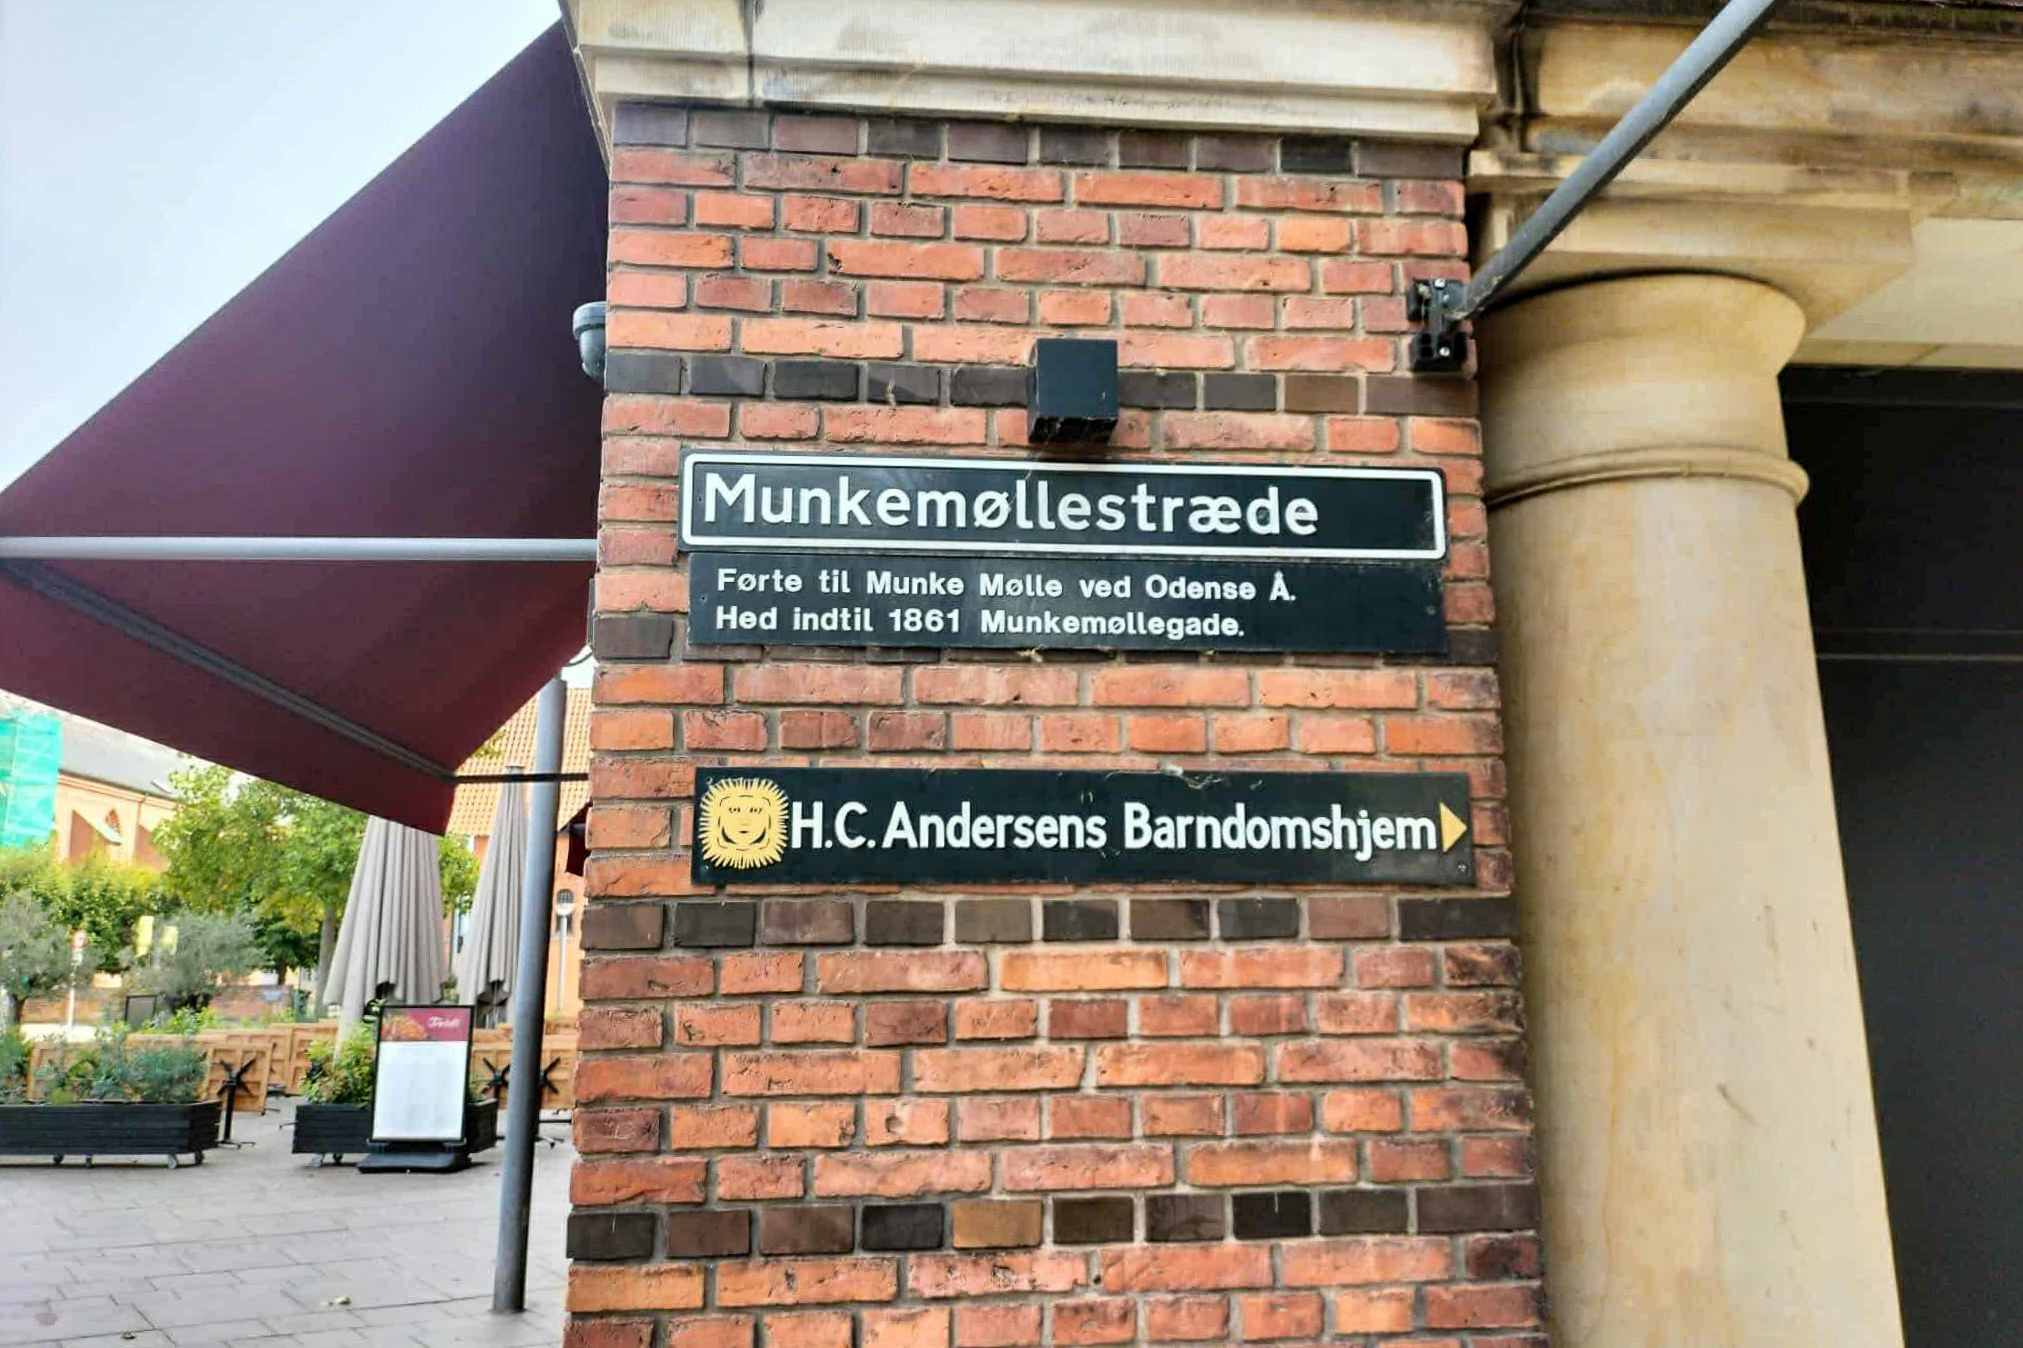 Munkemøllestræde
Førte til Munke Mølle ved Odense Å.
Hed indtil 1861 Munkemøllegade.
H.C. Andersens Barndomshjem